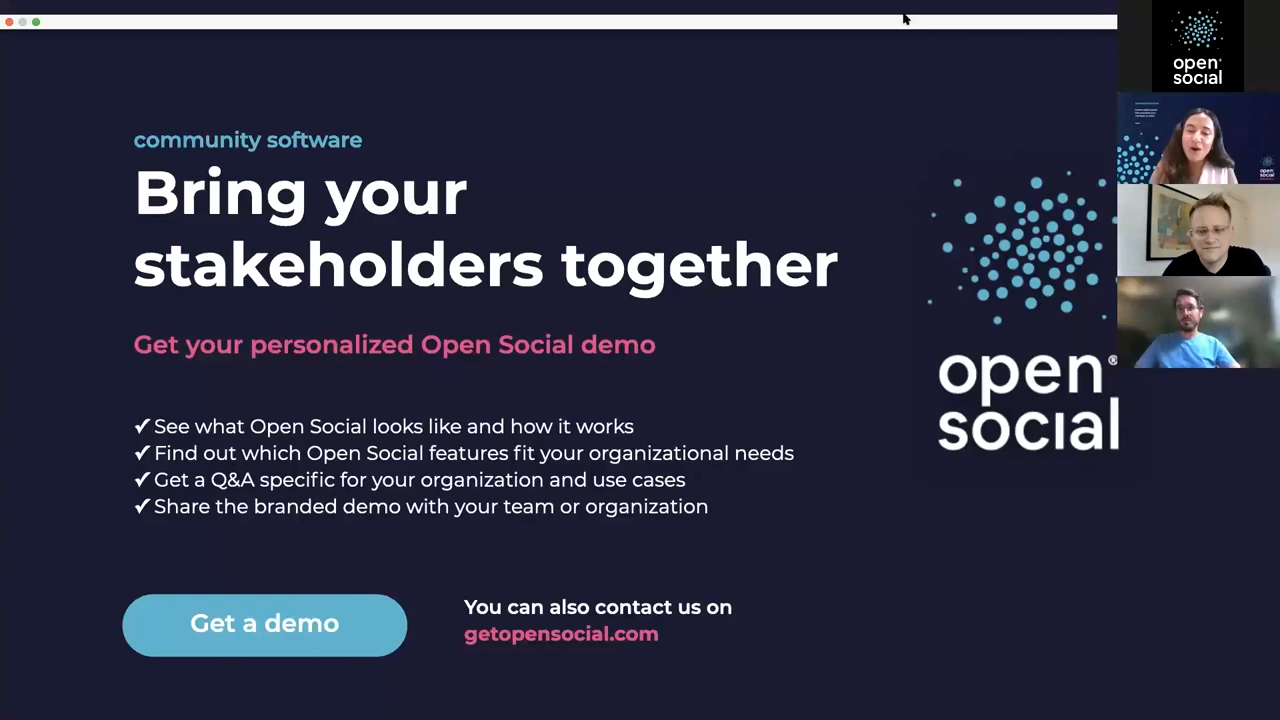 community software
Bring your
stakeholders together
Get your personalized Open Social demo
✔ See what Open Social looks like and how it works
✔ Find out which Open Social features fit your organizational needs
✔ Get a Q&A specific for your organization and use cases
✔ Share the branded demo with your team or organization
Get a demo
You can also contact us on
getopensocial.com
open®
social
open
social
open
social